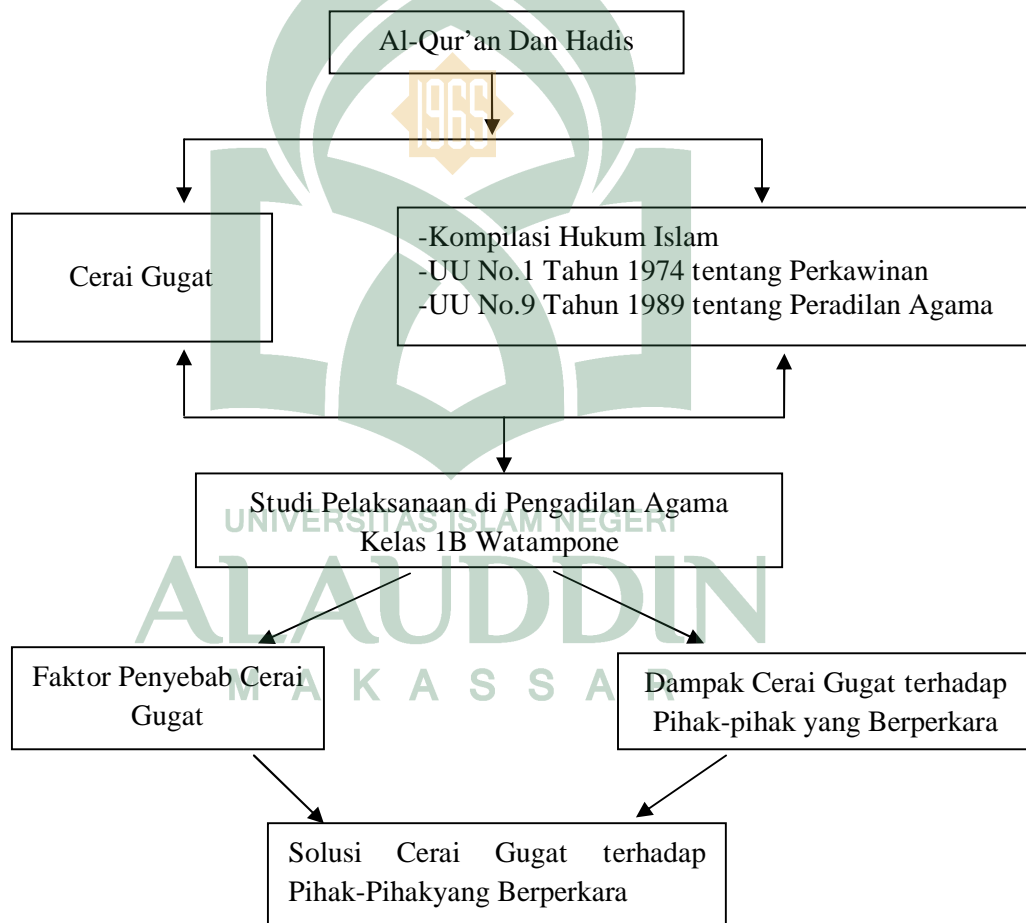 Al-Qur’an Dan Hadis
1965
Cerai Gugat
-Kompilasi Hukum Islam
-UU No.1 Tahun 1974 tentang Perkawinan
-UU No.9 Tahun 1989 tentang Peradilan Agama
Studi Pelaksanaan di Pengadilan Agama
Kelas 1B Watampone
UNIVERSITAS ISLAM NEGERI
ALAUDDIN
MAKASSAR
Faktor Penyebab Cerai
Gugat
Dampak Cerai Gugat terhadap
Pihak-pihak yang Berperkara
Solusi Cerai Gugat terhadap
Pihak-Pihakyang Berperkara